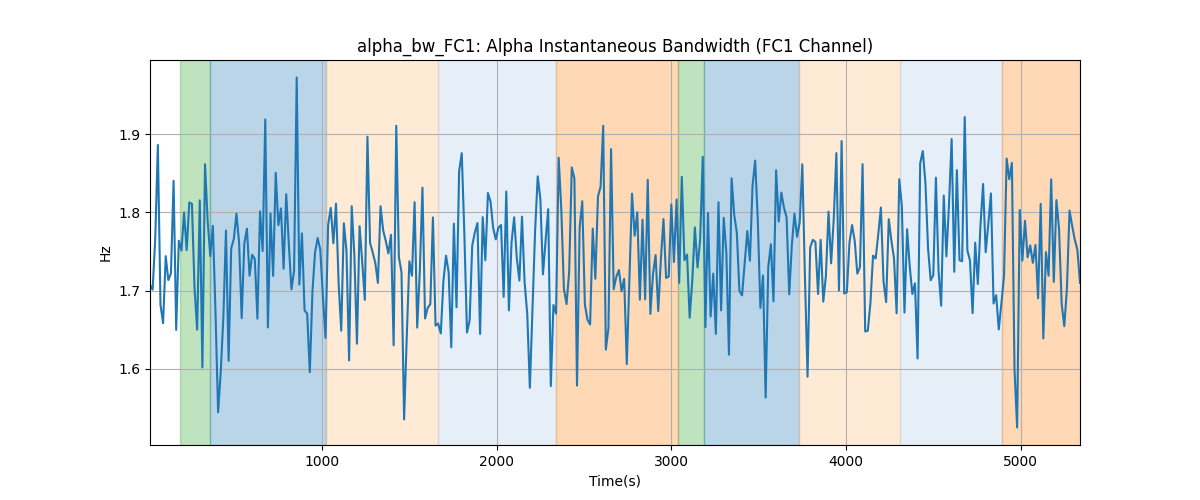 alpha_bw_FC1: Alpha Instantaneous Bandwidth (FC1 Channel)
Hz
1.9
1.8
1.7
1.6
1000 2000 3000 4000 5000
Time(s)